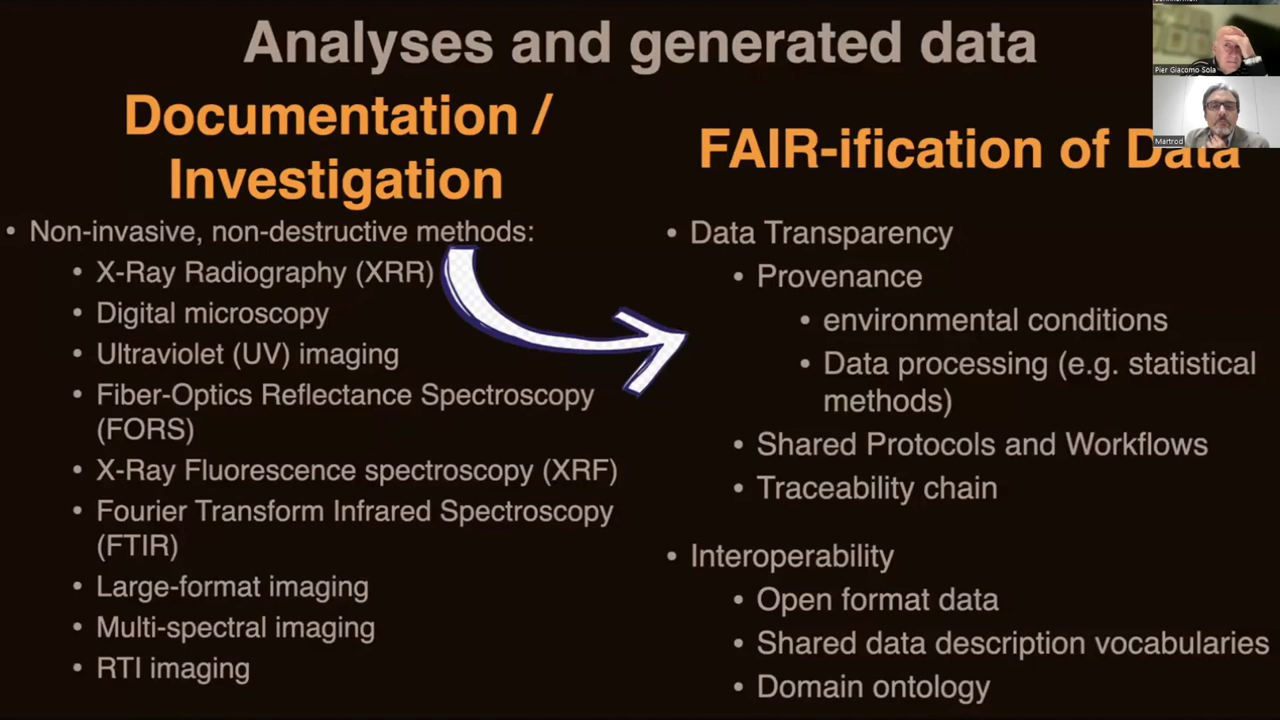 Analyses and generated data
Documentation /
Investigation
• Non-invasive, non-destructive methods:
• X-Ray Radiography (XRR)
• Digital microscopy
• Ultraviolet (UV) imaging
• Fiber-Optics Reflectance Spectroscopy
(FORS)
• X-Ray Fluorescence spectroscopy (XRF)
• Fourier Transform Infrared Spectroscopy
(FTIR)
• Large-format imaging
• Multi-spectral imaging
• RTI imaging
FAIR-ification of Data
• Data Transparency
• Provenance
• environmental conditions
• Data processing (e.g. statistical
methods)
• Shared Protocols and Workflows
• Traceability chain
• Interoperability
• Open format data
• Shared data description vocabularies
• Domain ontology
Pier Giacomo Sola
Martrod